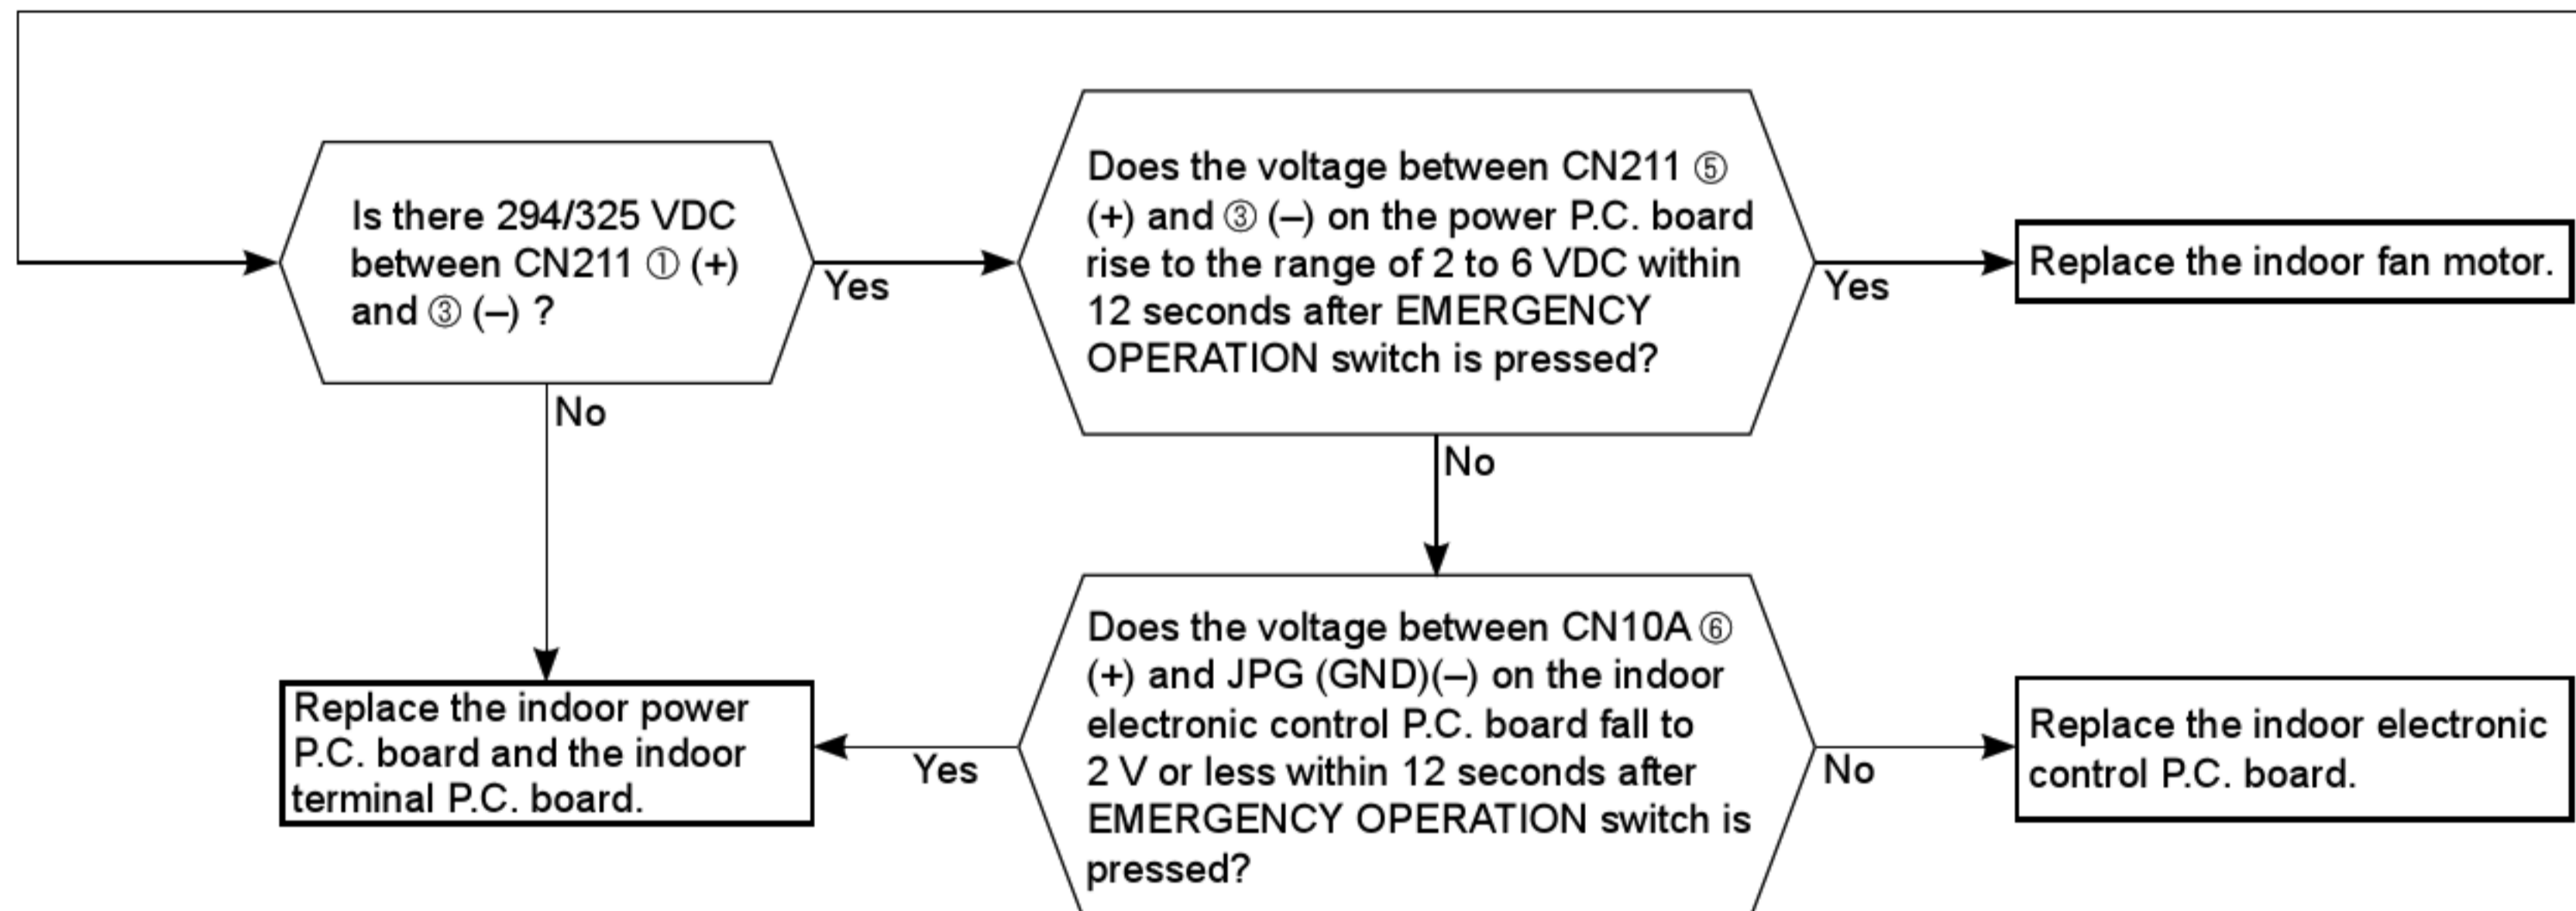 Is there 294/325 VDC
between CN211 ① (+)
and ③ (–) ?
Yes
No
Does the voltage between CN211 ⑤
(+) and ③ (–) on the power P.C. board
rise to the range of 2 to 6 VDC within
12 seconds after EMERGENCY
OPERATION switch is pressed?
Yes
No
Replace the indoor fan motor.
Replace the indoor power
P.C. board and the indoor
terminal P.C. board.
Yes
Does the voltage between CN10A ⑥
(+) and JPG (GND)(–) on the indoor
electronic control P.C. board fall to
2 V or less within 12 seconds after
EMERGENCY OPERATION switch is
pressed?
No
Replace the indoor electronic
control P.C. board.